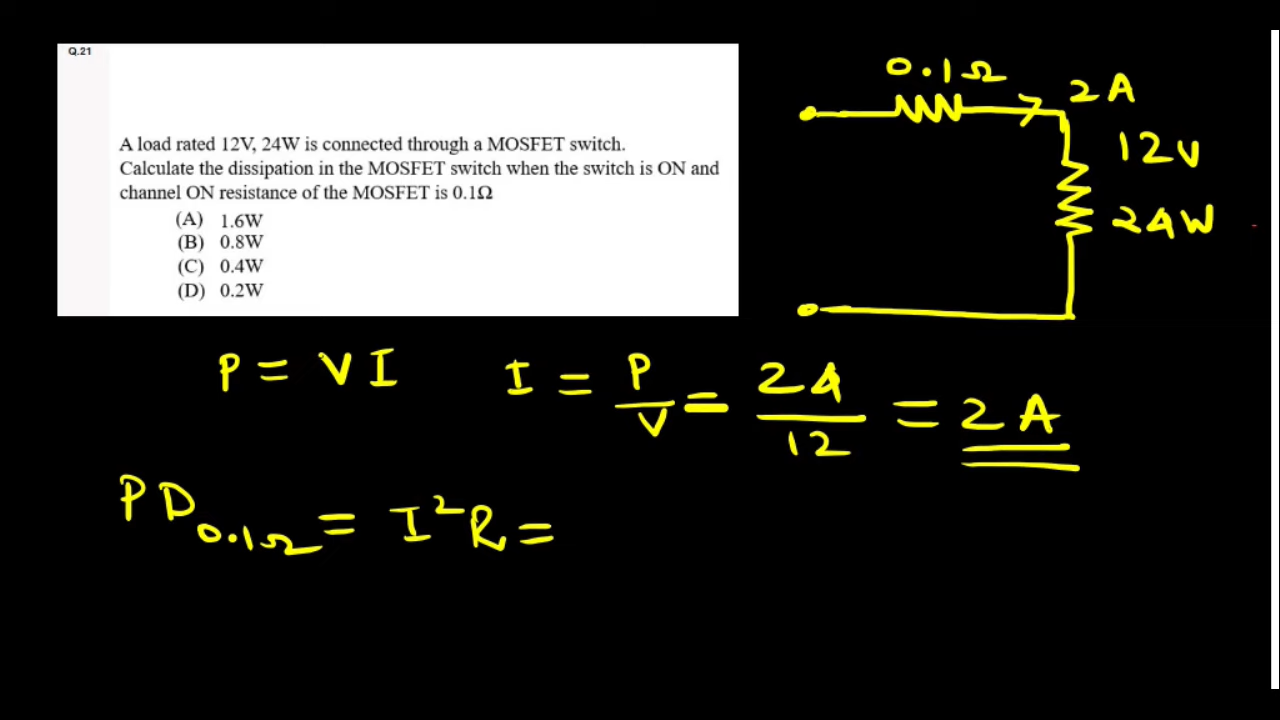 Q.21
A load rated 12V, 24W is connected through a MOSFET switch.
Calculate the dissipation in the MOSFET switch when the switch is ON and
channel ON resistance of the MOSFET is 0.1Ω
(A) 1.6W
(B) 0.8W
(C) 0.4W
(D) 0.2W
0.1Ω
2A
12V
24W
P = VI I = P/V = 24/12 = 2A
PD0.1Ω = I²R =